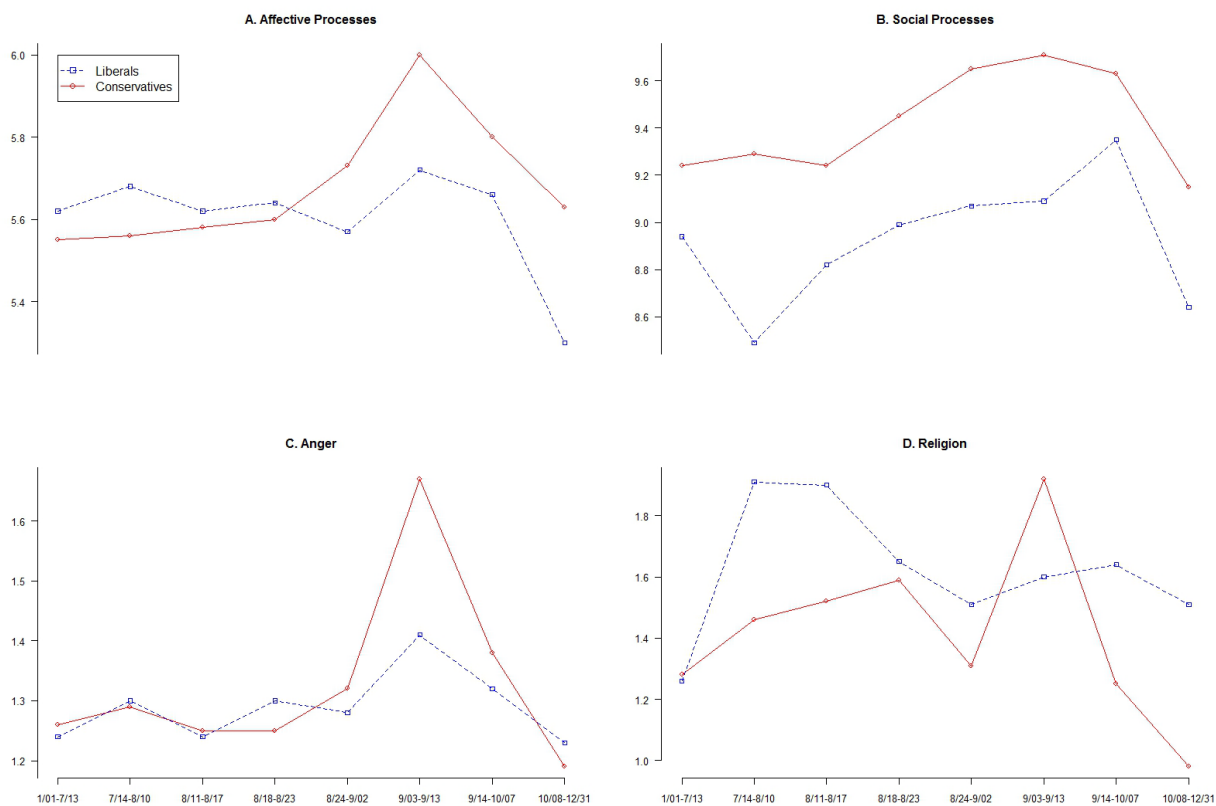 A. Affective Processes
6.0
5.8
5.6
5.4
Liberals
Conservatives
B. Social Processes
9.6
9.4
9.2
9.0
8.8
8.6
C. Anger
1.6
1.5
1.4
1.3
1.2
1/01-7/13 7/14-8/10 8/11-8/17 8/18-8/23 8/24-9/02 9/03-9/13 9/14-10/07 10/08-12/31
D. Religion
1.8
1.6
1.4
1.2
1.0
1/01-7/13 7/14-8/10 8/11-8/17 8/18-8/23 8/24-9/02 9/03-9/13 9/14-10/07 10/08-12/31